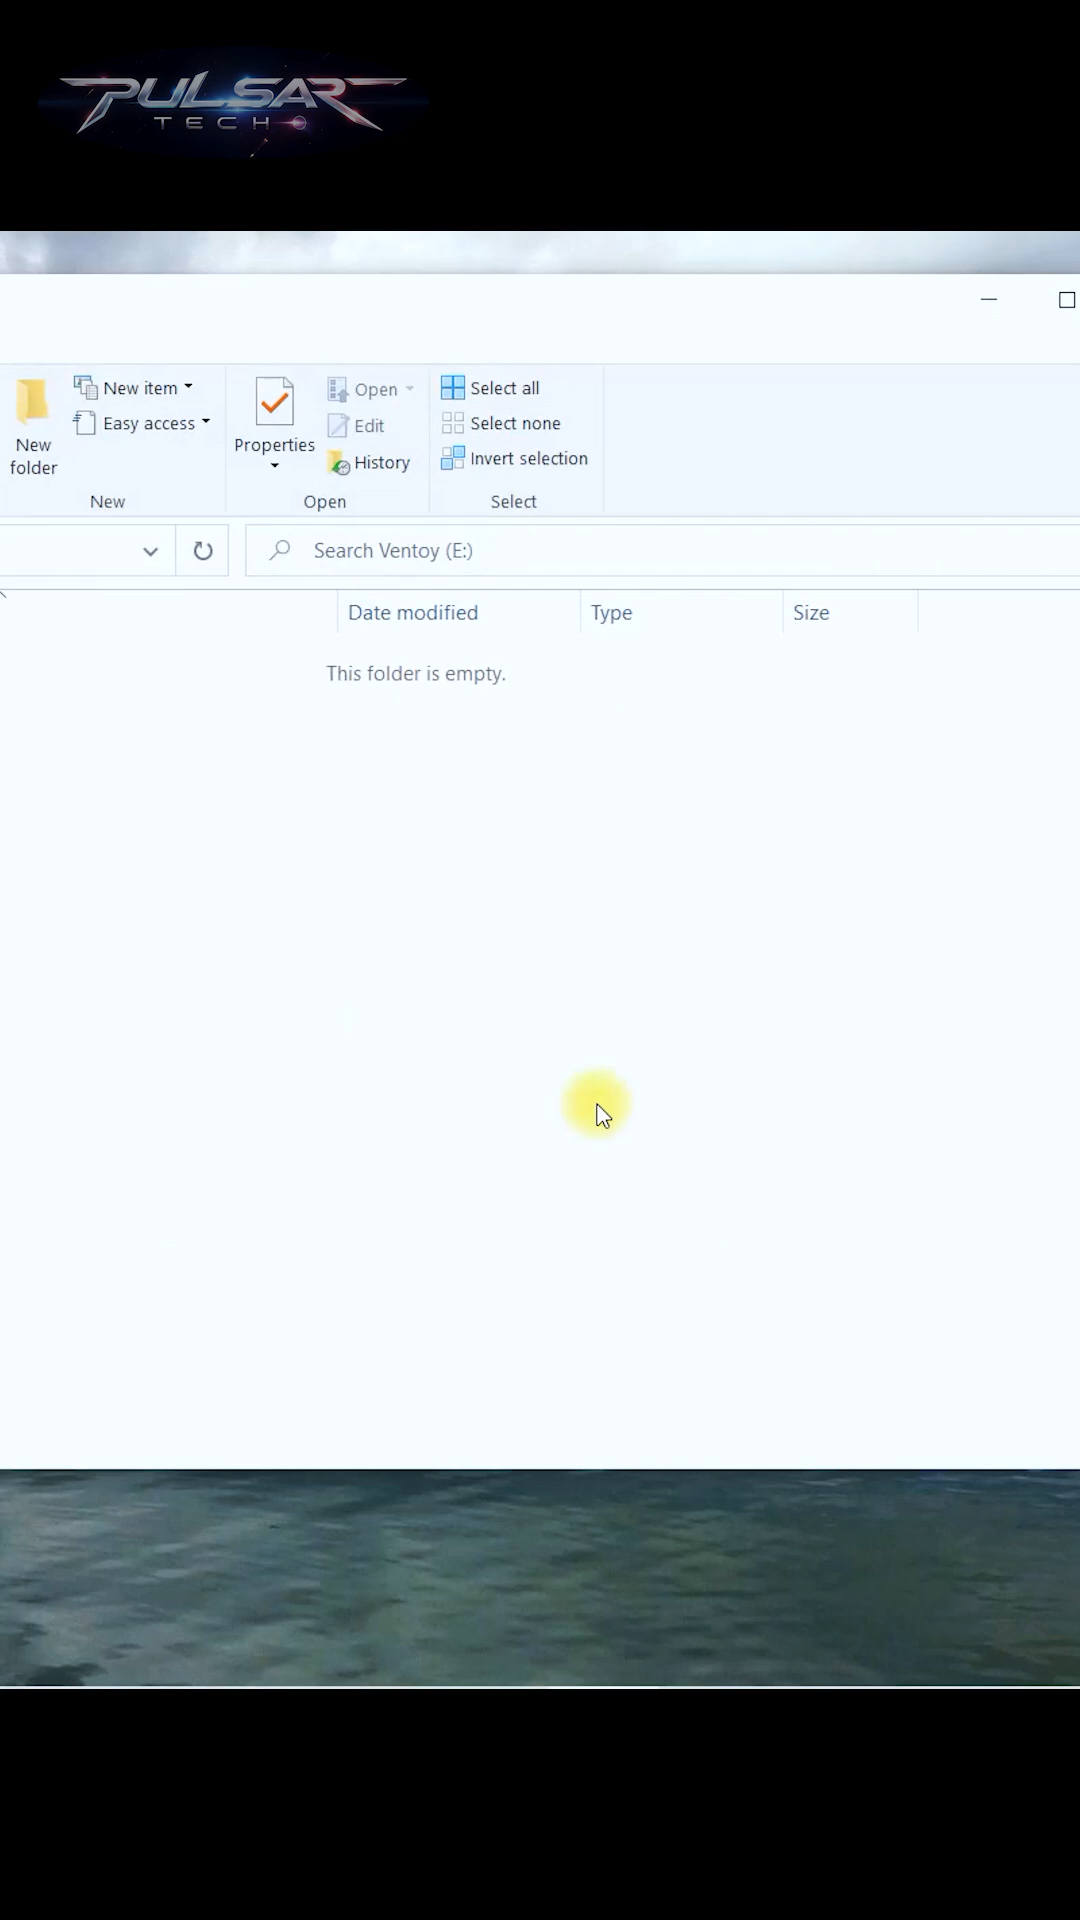 PULSAR
TECH
New item
Easy access
New
folder
New
Properties
Open
Edit
History
Open
Select all
Select none
Invert selection
Select
Search Ventoy (E:)
Date modified
Type
Size
This folder is empty.